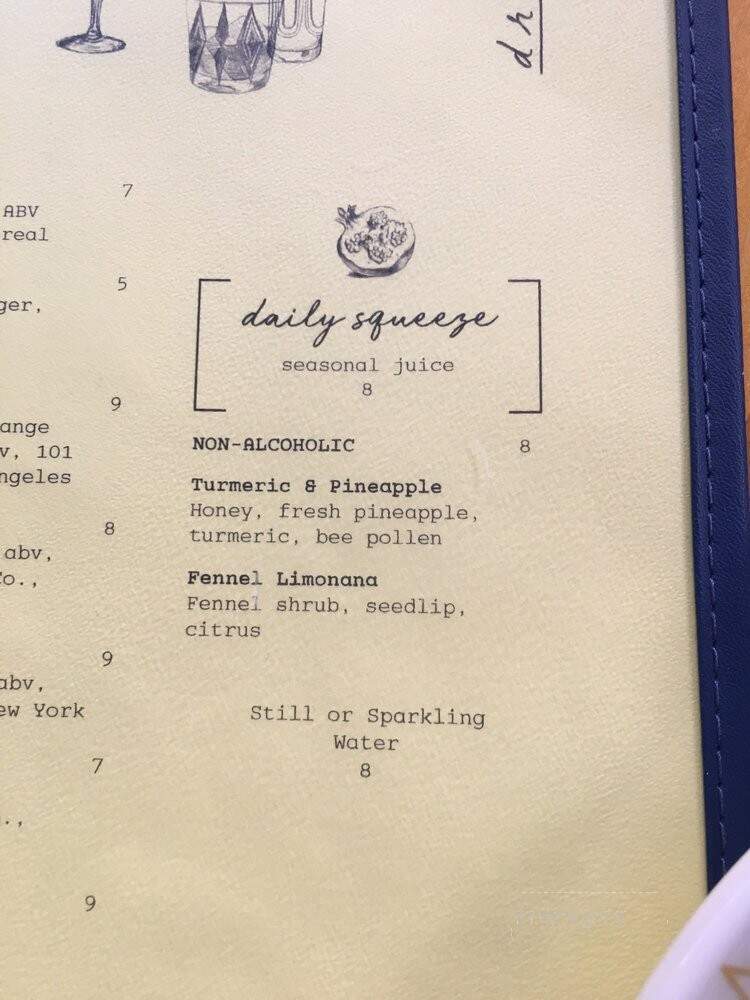 dr
7
ABV
real
5
ger,
9
ange
v, 101
ngeles
8
abv,
Co.,
9
abv,
ew York
7
.,
9
daily squeeze
seasonal juice
8
NON-ALCOHOLIC 8
Turmeric & Pineapple
Honey, fresh pineapple,
turmeric, bee pollen
Fennel Limonana
Fennel shrub, seedlip,
citrus
Still or Sparkling
Water
8